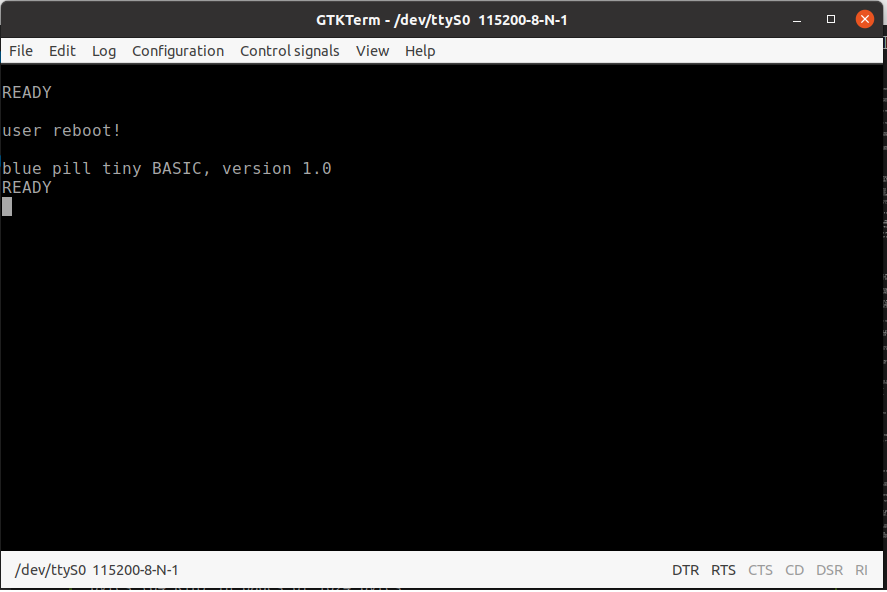 GTKTerm - /dev/ttyS0 115200-8-N-1
File Edit Log Configuration Control signals View Help
READY
user reboot!
blue pill tiny BASIC, version 1.0
READY
/dev/ttyS0 115200-8-N-1 DTR RTS CTS CD DSR RI